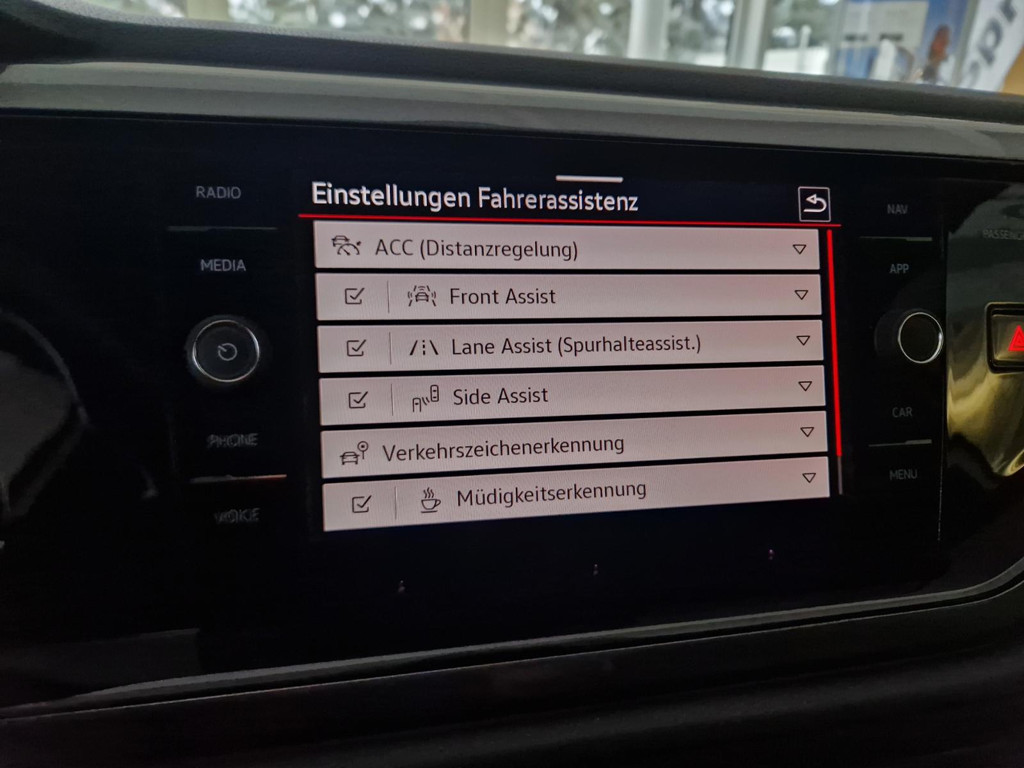 RADIO
MEDIA
PHONE
VOICE
Einstellungen Fahrerassistenz
ACC (Distanzregelung)
Front Assist
Lane Assist (Spurhalteassist.)
Side Assist
Verkehrszeichenerkennung
Müdigkeitserkennung
NAV
APP
CAR
MENU